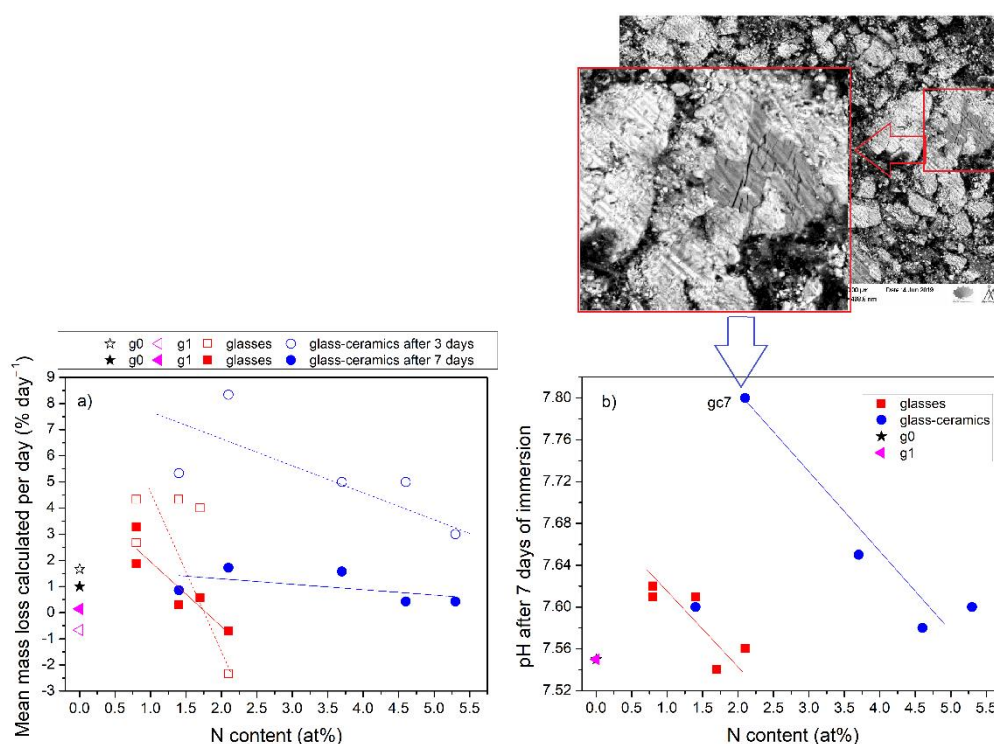 Date :4 Jun 2019
☆ g0 ◁ g1 □ glasses ○ glass-ceramics after 3 days
★ g0 ◀ g1 ■ glasses ● glass-ceramics after 7 days
a)
Mean mass loss calculated per day (% day⁻¹)
9
8
7
6
5
4
3
2
1
0
-1
-2
-3
0.0 0.5 1.0 1.5 2.0 2.5 3.0 3.5 4.0 4.5 5.0 5.5
N content (at%)
b)
gc7
glasses
glass-ceramics
g0
g1
pH after 7 days of immersion
7.80
7.76
7.72
7.68
7.64
7.60
7.56
7.52
0.0 0.5 1.0 1.5 2.0 2.5 3.0 3.5 4.0 4.5 5.0 5.5
N content (at%)